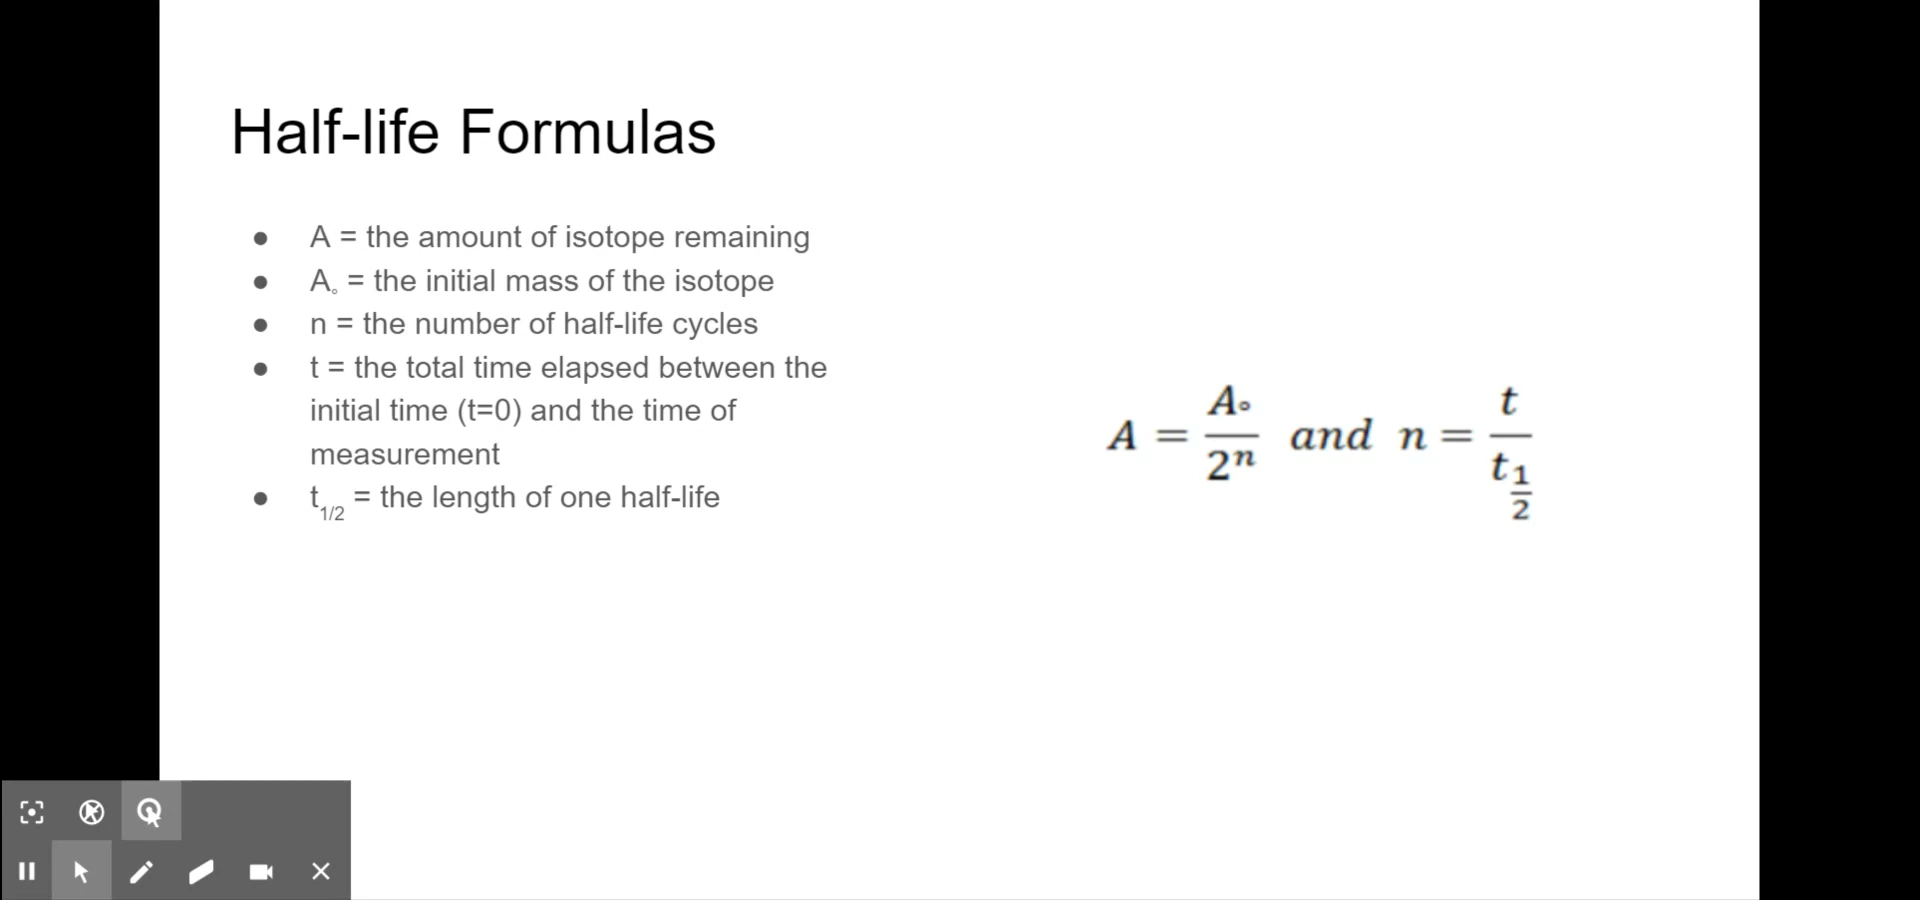 Half-life Formulas
● A = the amount of isotope remaining
● A∘ = the initial mass of the isotope
● n = the number of half-life cycles
● t = the total time elapsed between the
initial time (t=0) and the time of
measurement
● t1/2 = the length of one half-life
A = A∘/2^n and n = t/t1/2